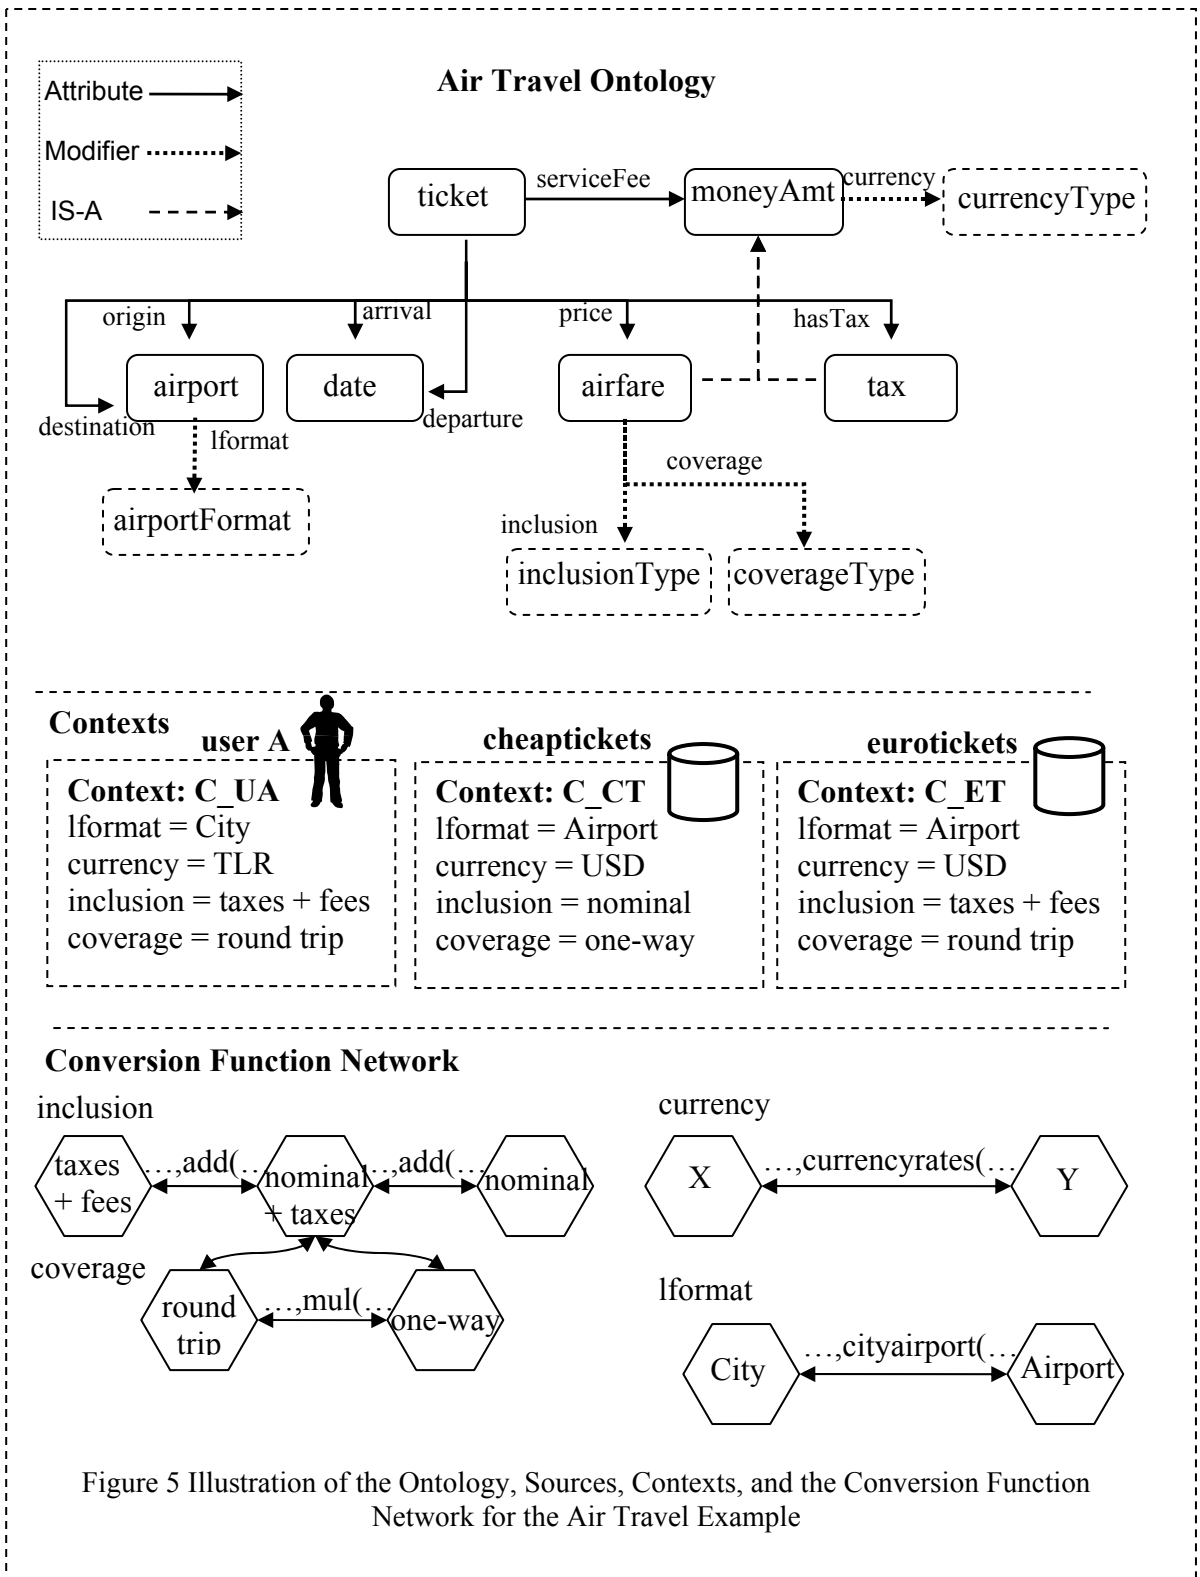 Air Travel Ontology
Attribute
Modifier
IS-A
ticket
serviceFee
moneyAmt
currency
currencyType
origin
arrival
price
hasTax
airport
date
airfare
tax
destination
departure
lformat
coverage
airportFormat
inclusion
inclusionType
coverageType
Contexts
user A
cheaptickets
eurotickets
Context: C_UA
lformat = City
currency = TLR
inclusion = taxes + fees
coverage = round trip
Context: C_CT
lformat = Airport
currency = USD
inclusion = nominal
coverage = one-way
Context: C_ET
lformat = Airport
currency = USD
inclusion = taxes + fees
coverage = round trip
Conversion Function Network
inclusion
taxes
+ fees
…,add(…
nominal
+ taxes
…,add(…
nominal
coverage
round
trip
…,mul(…
one-way
currency
X
…,currencyrates(…
Y
lformat
City
…,cityairport(…
Airport
Figure 5 Illustration of the Ontology, Sources, Contexts, and the Conversion Function
Network for the Air Travel Example